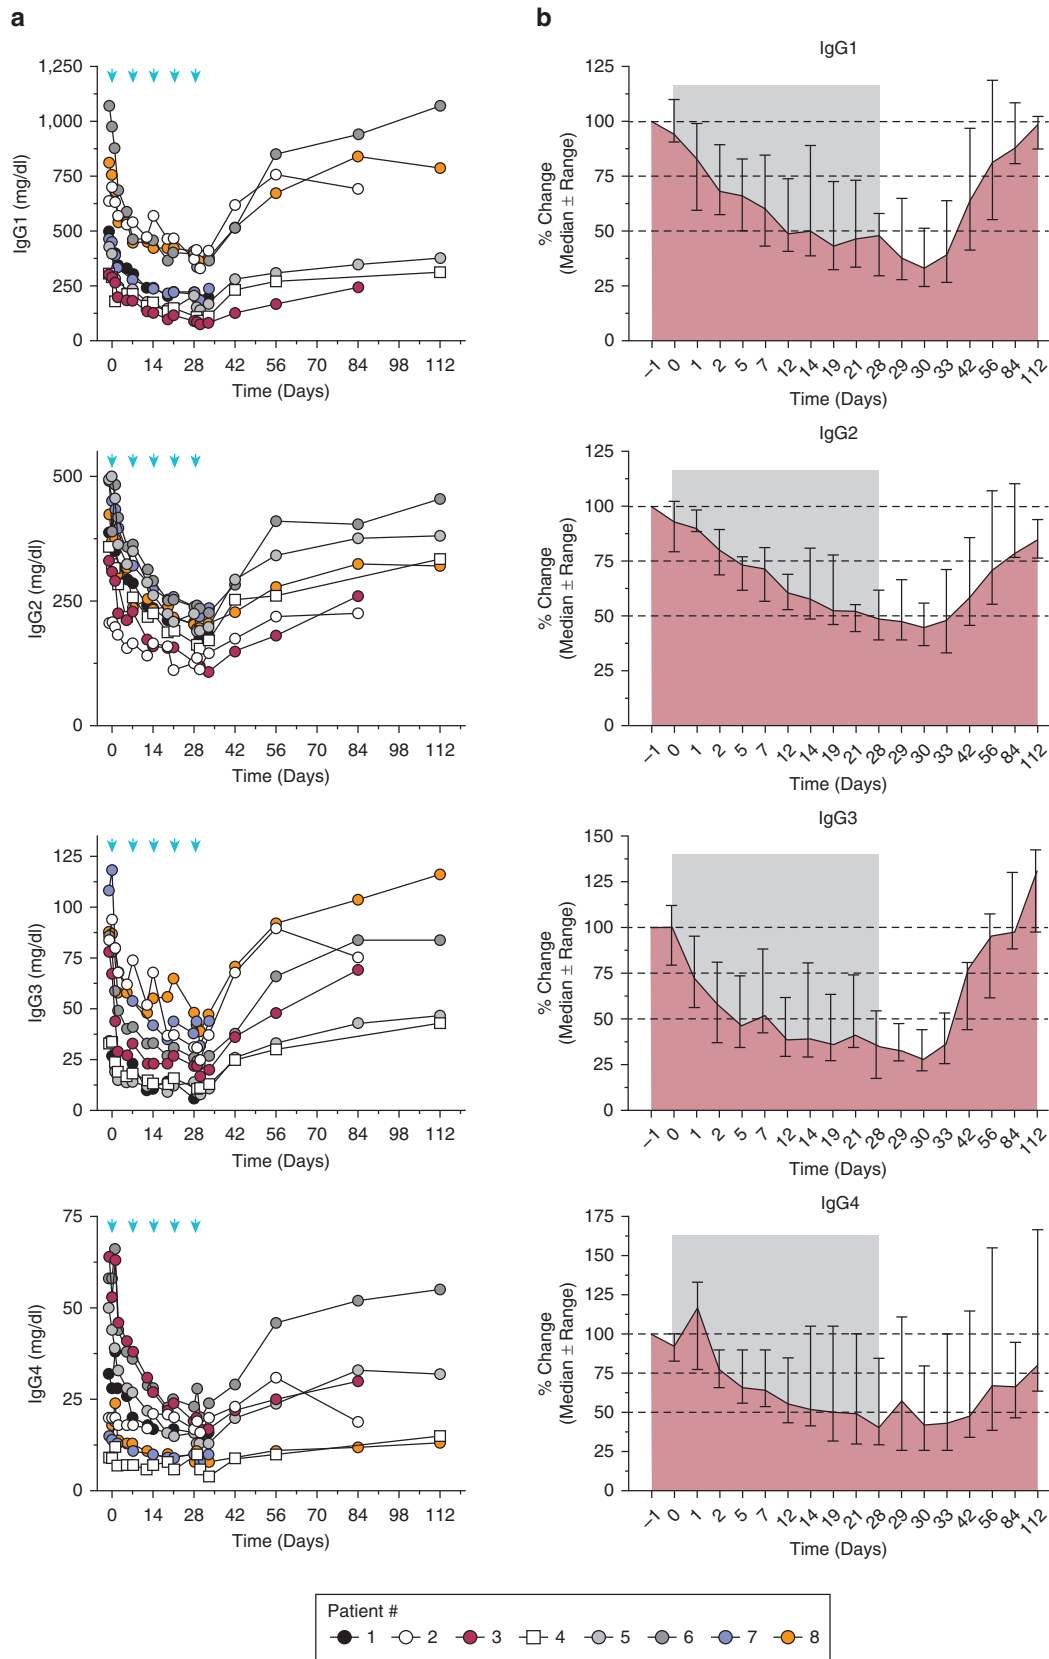 a
b
IgG1
1,250
1,000
750
500
250
0
IgG1 (mg/dl)
0 14 28 42 56 70 84 98 112
Time (Days)
125
100
75
50
25
0
% Change
(Median ± Range)
−1 0 1 2 5 7 12 14 19 21 28 29 30 33 42 56 84 112
Time (Days)
IgG2
500
250
0
IgG2 (mg/dl)
0 14 28 42 56 70 84 98 112
Time (Days)
125
100
75
50
25
0
% Change
(Median ± Range)
−1 0 1 2 5 7 12 14 19 21 28 29 30 33 42 56 84 112
Time (Days)
IgG3
125
100
75
50
25
0
IgG3 (mg/dl)
0 14 28 42 56 70 84 98 112
Time (Days)
150
125
100
75
50
25
0
% Change
(Median ± Range)
−1 0 1 2 5 7 12 14 19 21 28 29 30 33 42 56 84 112
Time (Days)
IgG4
75
50
25
0
IgG4 (mg/dl)
0 14 28 42 56 70 84 98 112
Time (Days)
175
150
125
100
75
50
25
0
% Change
(Median ± Range)
−1 0 1 2 5 7 12 14 19 21 28 29 30 33 42 56 84 112
Time (Days)
Patient #
1 2 3 4 5 6 7 8